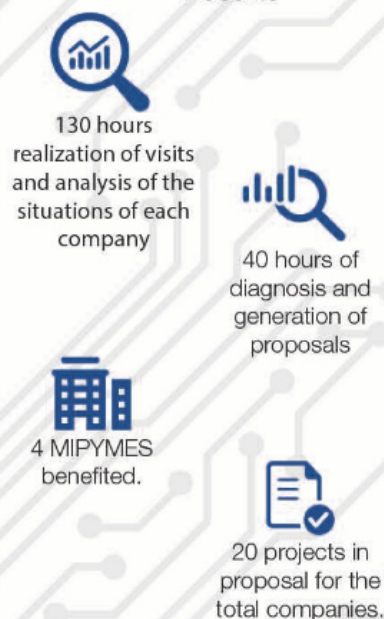 130 hours
realization of visits
and analysis of the
situations of each
company
40 hours of
diagnosis and
generation of
proposals
4 MIPYMES
benefited.
20 projects in
proposal for the
total companies.